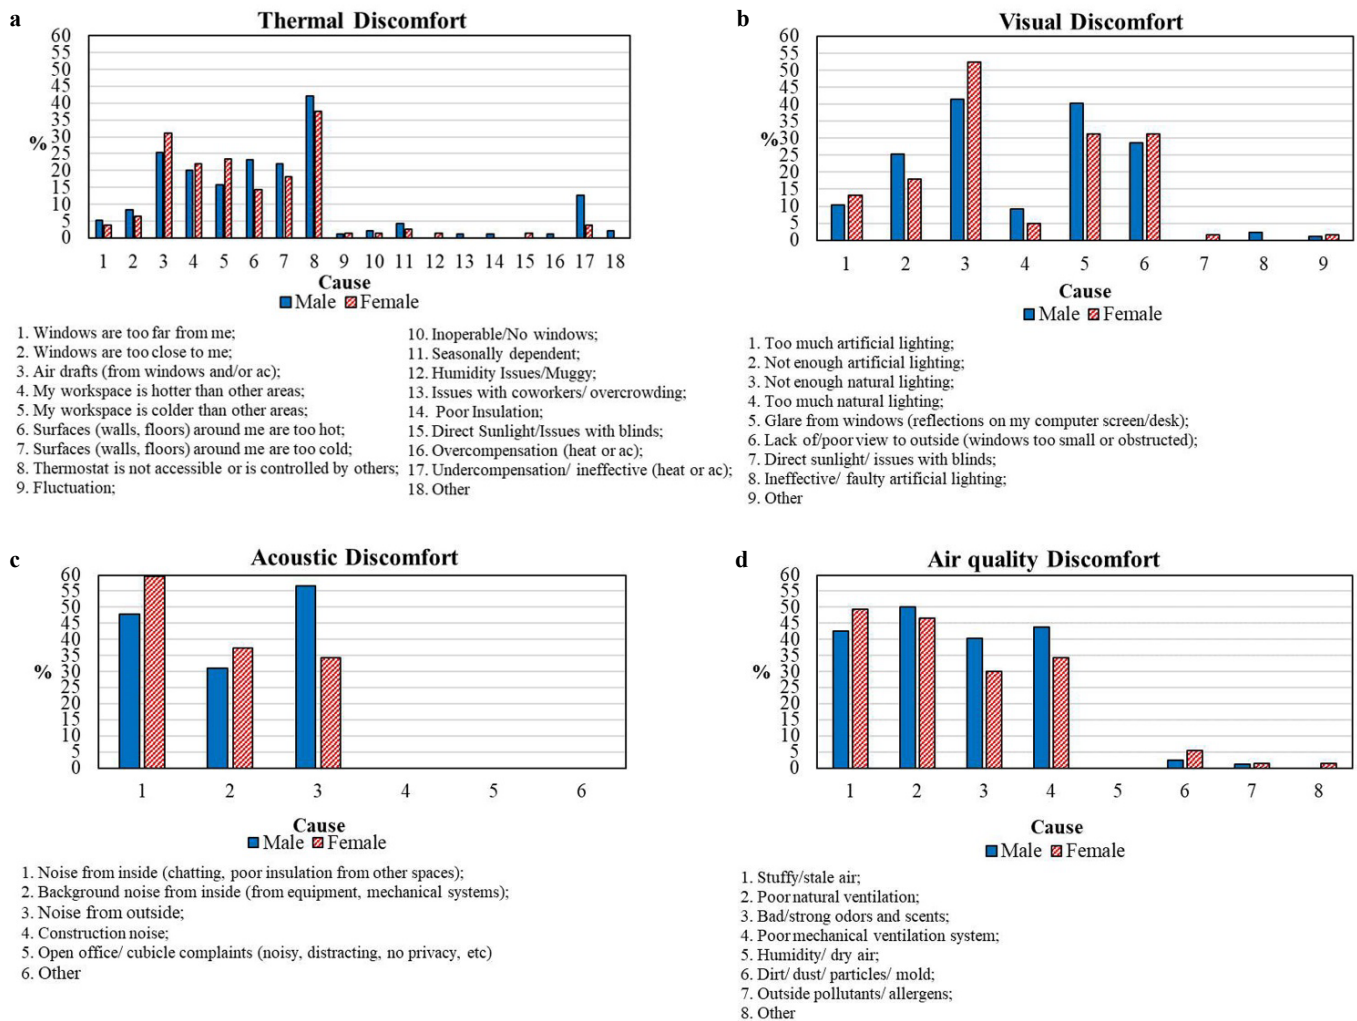 a
Thermal Discomfort
60
55
50
45
40
35
30
25
20
15
10
5
0
%
1 2 3 4 5 6 7 8 9 10 11 12 13 14 15 16 17 18
Cause
Male Female
1. Windows are too far from me;
2. Windows are too close to me;
3. Air drafts (from windows and/or ac);
4. My workspace is hotter than other areas;
5. My workspace is colder than other areas;
6. Surfaces (walls, floors) around me are too hot;
7. Surfaces (walls, floors) around me are too cold;
8. Thermostat is not accessible or is controlled by others;
9. Fluctuation;
10. Inoperable/No windows;
11. Seasonally dependent;
12. Humidity Issues/Muggy;
13. Issues with coworkers/ overcrowding;
14. Poor Insulation;
15. Direct Sunlight/Issues with blinds;
16. Overcompensation (heat or ac);
17. Undercompensation/ ineffective (heat or ac);
18. Other
b
Visual Discomfort
60
55
50
45
40
35
30
25
20
15
10
5
0
%
1 2 3 4 5 6 7 8 9
Cause
Male Female
1. Too much artificial lighting;
2. Not enough artificial lighting;
3. Not enough natural lighting;
4. Too much natural lighting;
5. Glare from windows (reflections on my computer screen/desk);
6. Lack of/poor view to outside (windows too small or obstructed);
7. Direct sunlight/ issues with blinds;
8. Ineffective/ faulty artificial lighting;
9. Other
c
Acoustic Discomfort
60
55
50
45
40
35
30
25
20
15
10
5
0
%
1 2 3 4 5 6
Cause
Male Female
1. Noise from inside (chatting, poor insulation from other spaces);
2. Background noise from inside (from equipment, mechanical systems);
3. Noise from outside;
4. Construction noise;
5. Open office/ cubicle complaints (noisy, distracting, no privacy, etc)
6. Other
d
Air quality Discomfort
60
55
50
45
40
35
30
25
20
15
10
5
0
%
1 2 3 4 5 6 7 8
Cause
Male Female
1. Stuffy/stale air;
2. Poor natural ventilation;
3. Bad/strong odors and scents;
4. Poor mechanical ventilation system;
5. Humidity/ dry air;
6. Dirt/ dust/ particles/ mold;
7. Outside pollutants/ allergens;
8. Other